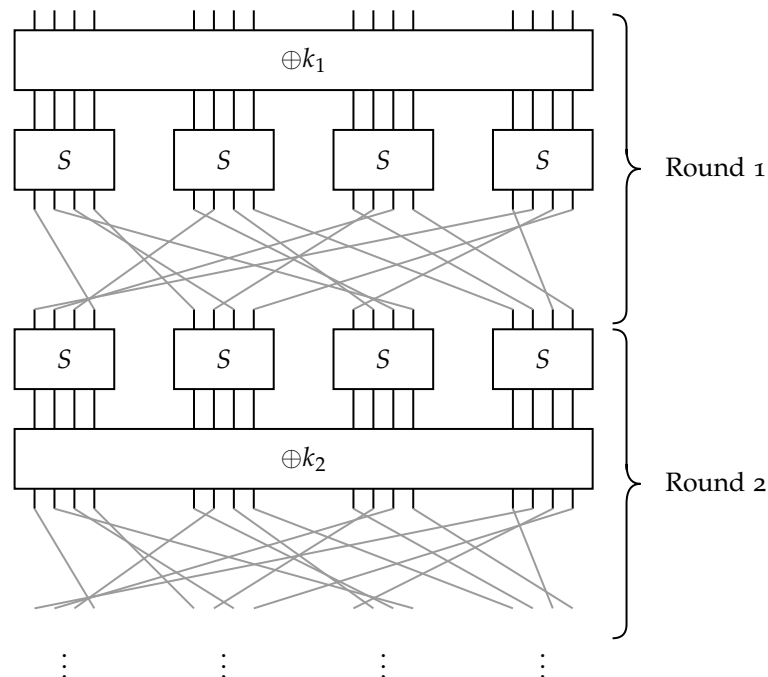 ⊕k₁
S S S S
Round 1
S S S S
⊕k₂
Round 2
⋮ ⋮ ⋮ ⋮